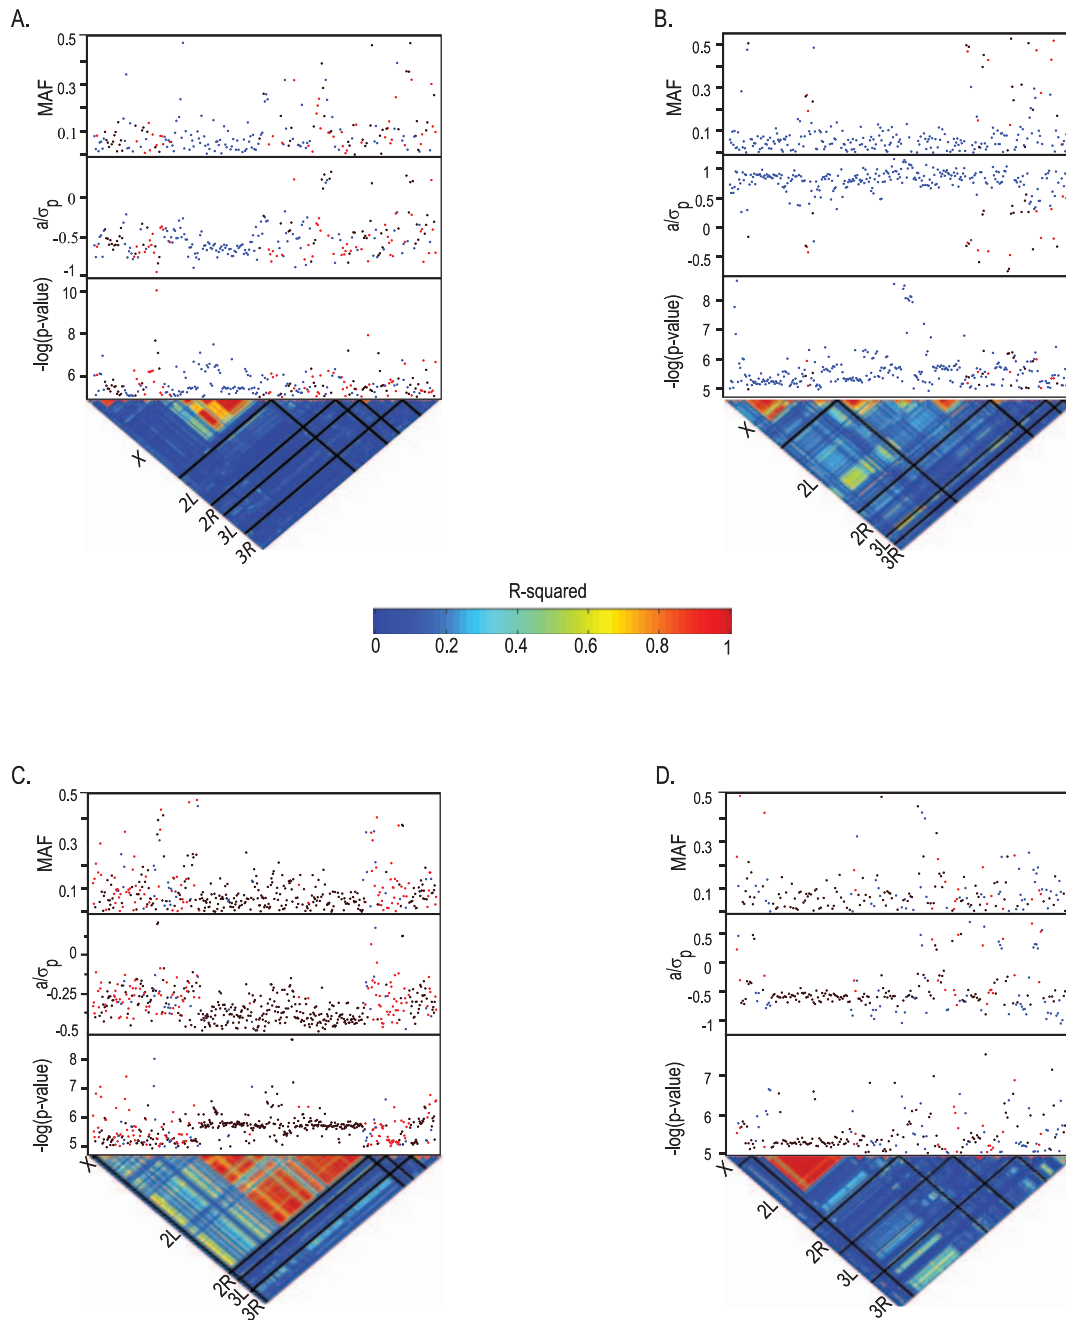 A.
B.
0.5
0.3
0.1
MAF
0.5
0.4
0.3
0.2
0.1
MAF
0
-0.5
-1
a/σp
1
0.5
0
-0.5
a/σp
10
8
6
-log(p-value)
8
7
6
5
-log(p-value)
X
2L
2R
3L
3R
X
2L
2R
3L
3R
R-squared
0
0.2
0.4
0.6
0.8
1
C.
D.
0.5
0.3
0.1
MAF
0.5
0.3
0.1
MAF
0
-0.25
-0.5
a/σp
0.5
0
-0.5
-1
a/σp
8
7
6
5
-log(p-value)
7
6
5
-log(p-value)
X
2L
2R
3L
3R
X
2L
2R
3L
3R